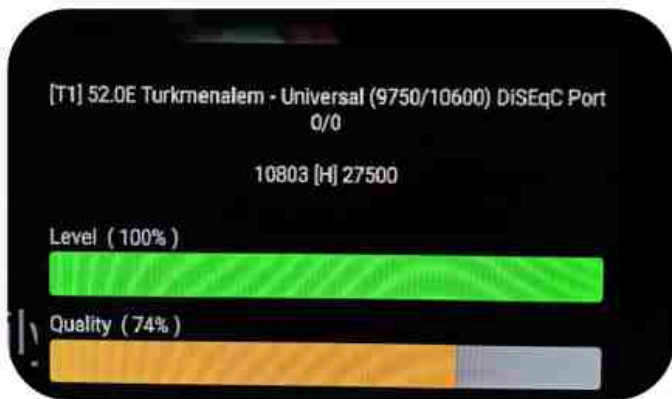 [T1] 52.0E Turkmenalem - Universal (9750/10600) DiSEqC Port
0/0
10803 [H] 27500
Level ( 100% )
Quality ( 74% )